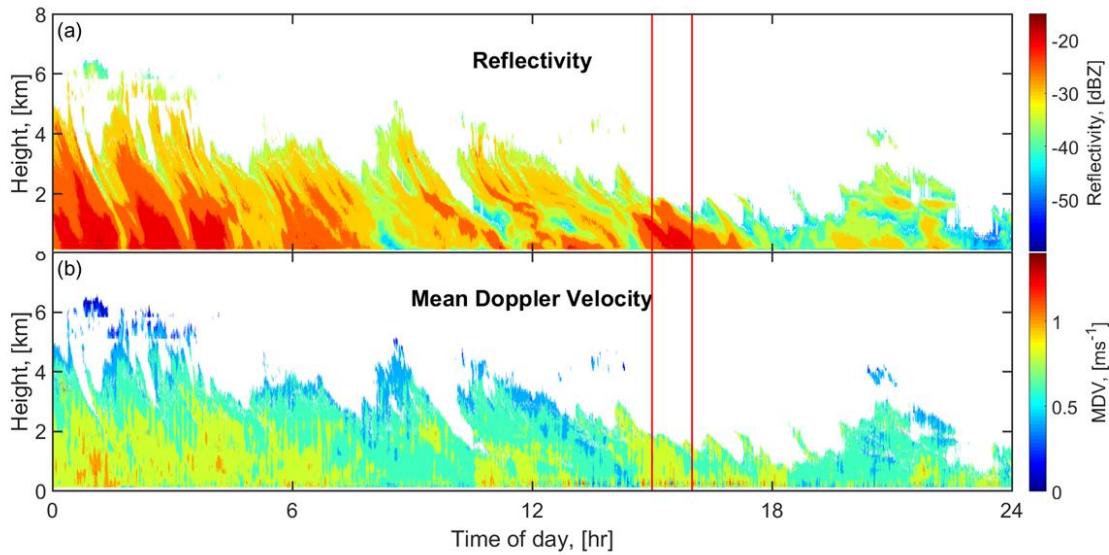 8
(a)
Reflectivity
6
4
2
0
Height, [km]
-20
-30
-40
-50
Reflectivity, [dBZ]
8
(b)
Mean Doppler Velocity
6
4
2
0
Height, [km]
1
0.5
0
MDV, [ms⁻¹]
0 6 12 18 24
Time of day, [hr]